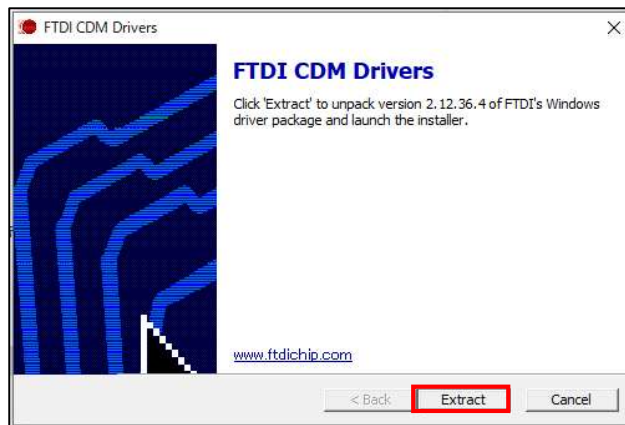 FTDI CDM Drivers
FTDI CDM Drivers
Click 'Extract' to unpack version 2.12.36.4 of FTDI's Windows
driver package and launch the installer.
www.ftdichip.com
< Back
Extract
Cancel